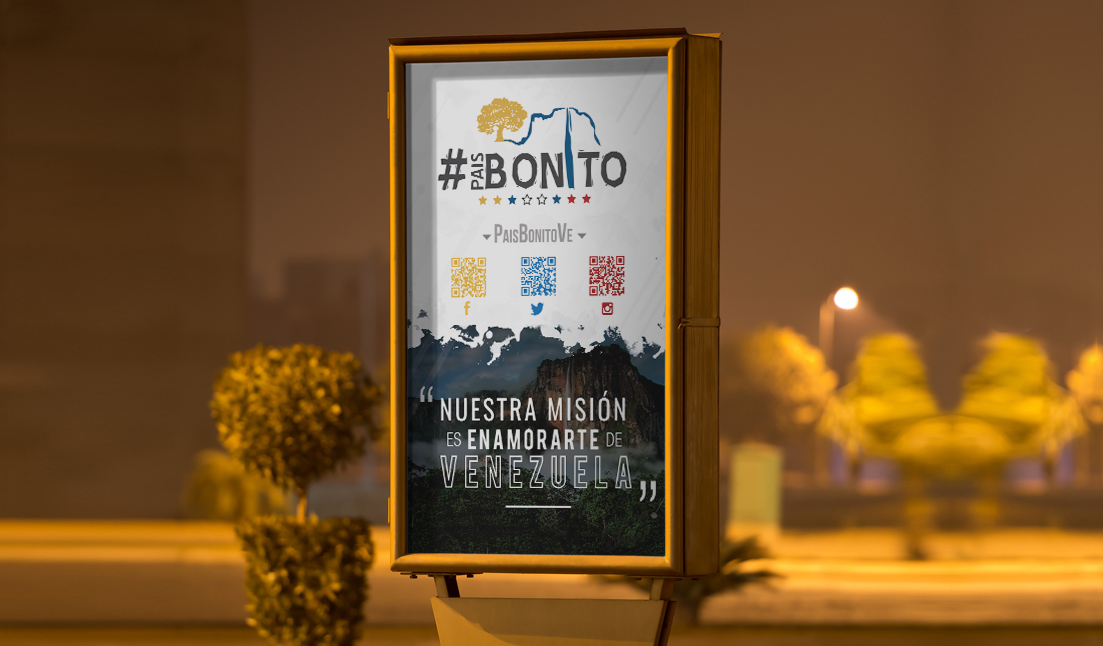 #PAIS BONITO
PAISBONITOVE
“NUESTRA MISIÓN
ES ENAMORARTE DE
VENEZUELA”